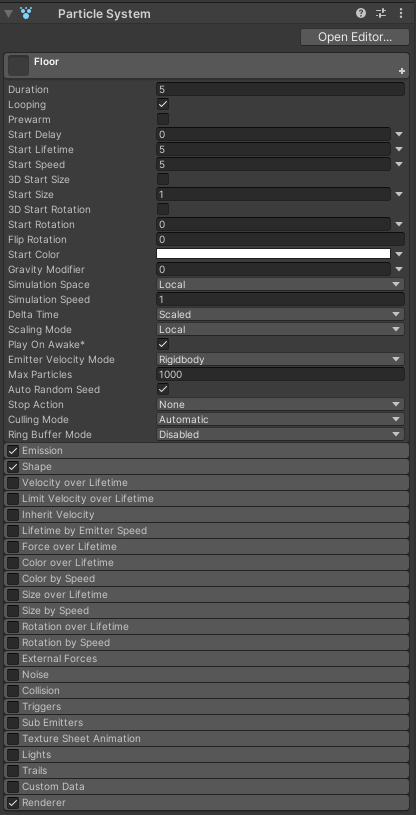 Particle System
Open Editor...
Floor
Duration 5
Looping
Prewarm
Start Delay 0
Start Lifetime 5
Start Speed 5
3D Start Size
Start Size 1
3D Start Rotation
Start Rotation 0
Flip Rotation 0
Start Color
Gravity Modifier 0
Simulation Space Local
Simulation Speed 1
Delta Time Scaled
Scaling Mode Local
Play On Awake*
Emitter Velocity Mode Rigidbody
Max Particles 1000
Auto Random Seed
Stop Action None
Culling Mode Automatic
Ring Buffer Mode Disabled
Emission
Shape
Velocity over Lifetime
Limit Velocity over Lifetime
Inherit Velocity
Lifetime by Emitter Speed
Force over Lifetime
Color over Lifetime
Color by Speed
Size over Lifetime
Size by Speed
Rotation over Lifetime
Rotation by Speed
External Forces
Noise
Collision
Triggers
Sub Emitters
Texture Sheet Animation
Lights
Trails
Custom Data
Renderer